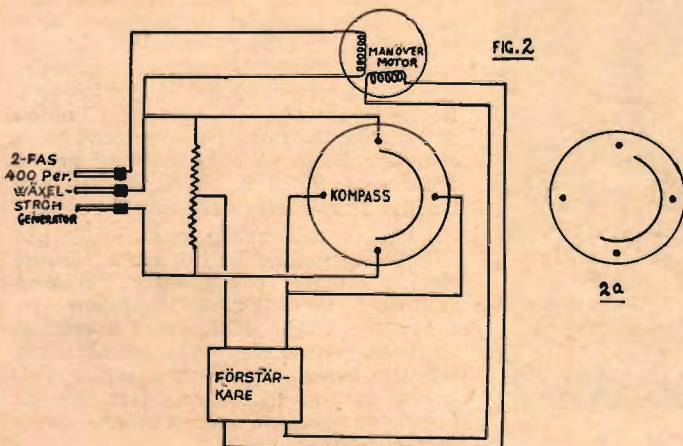 FIG. 2
MANÖVER
MOTOR
2-FAS
400 Per.
WÄXEL-
STRÖM
GENERATOR
KOMPASS
2a
FÖRSTÄR-
KARE